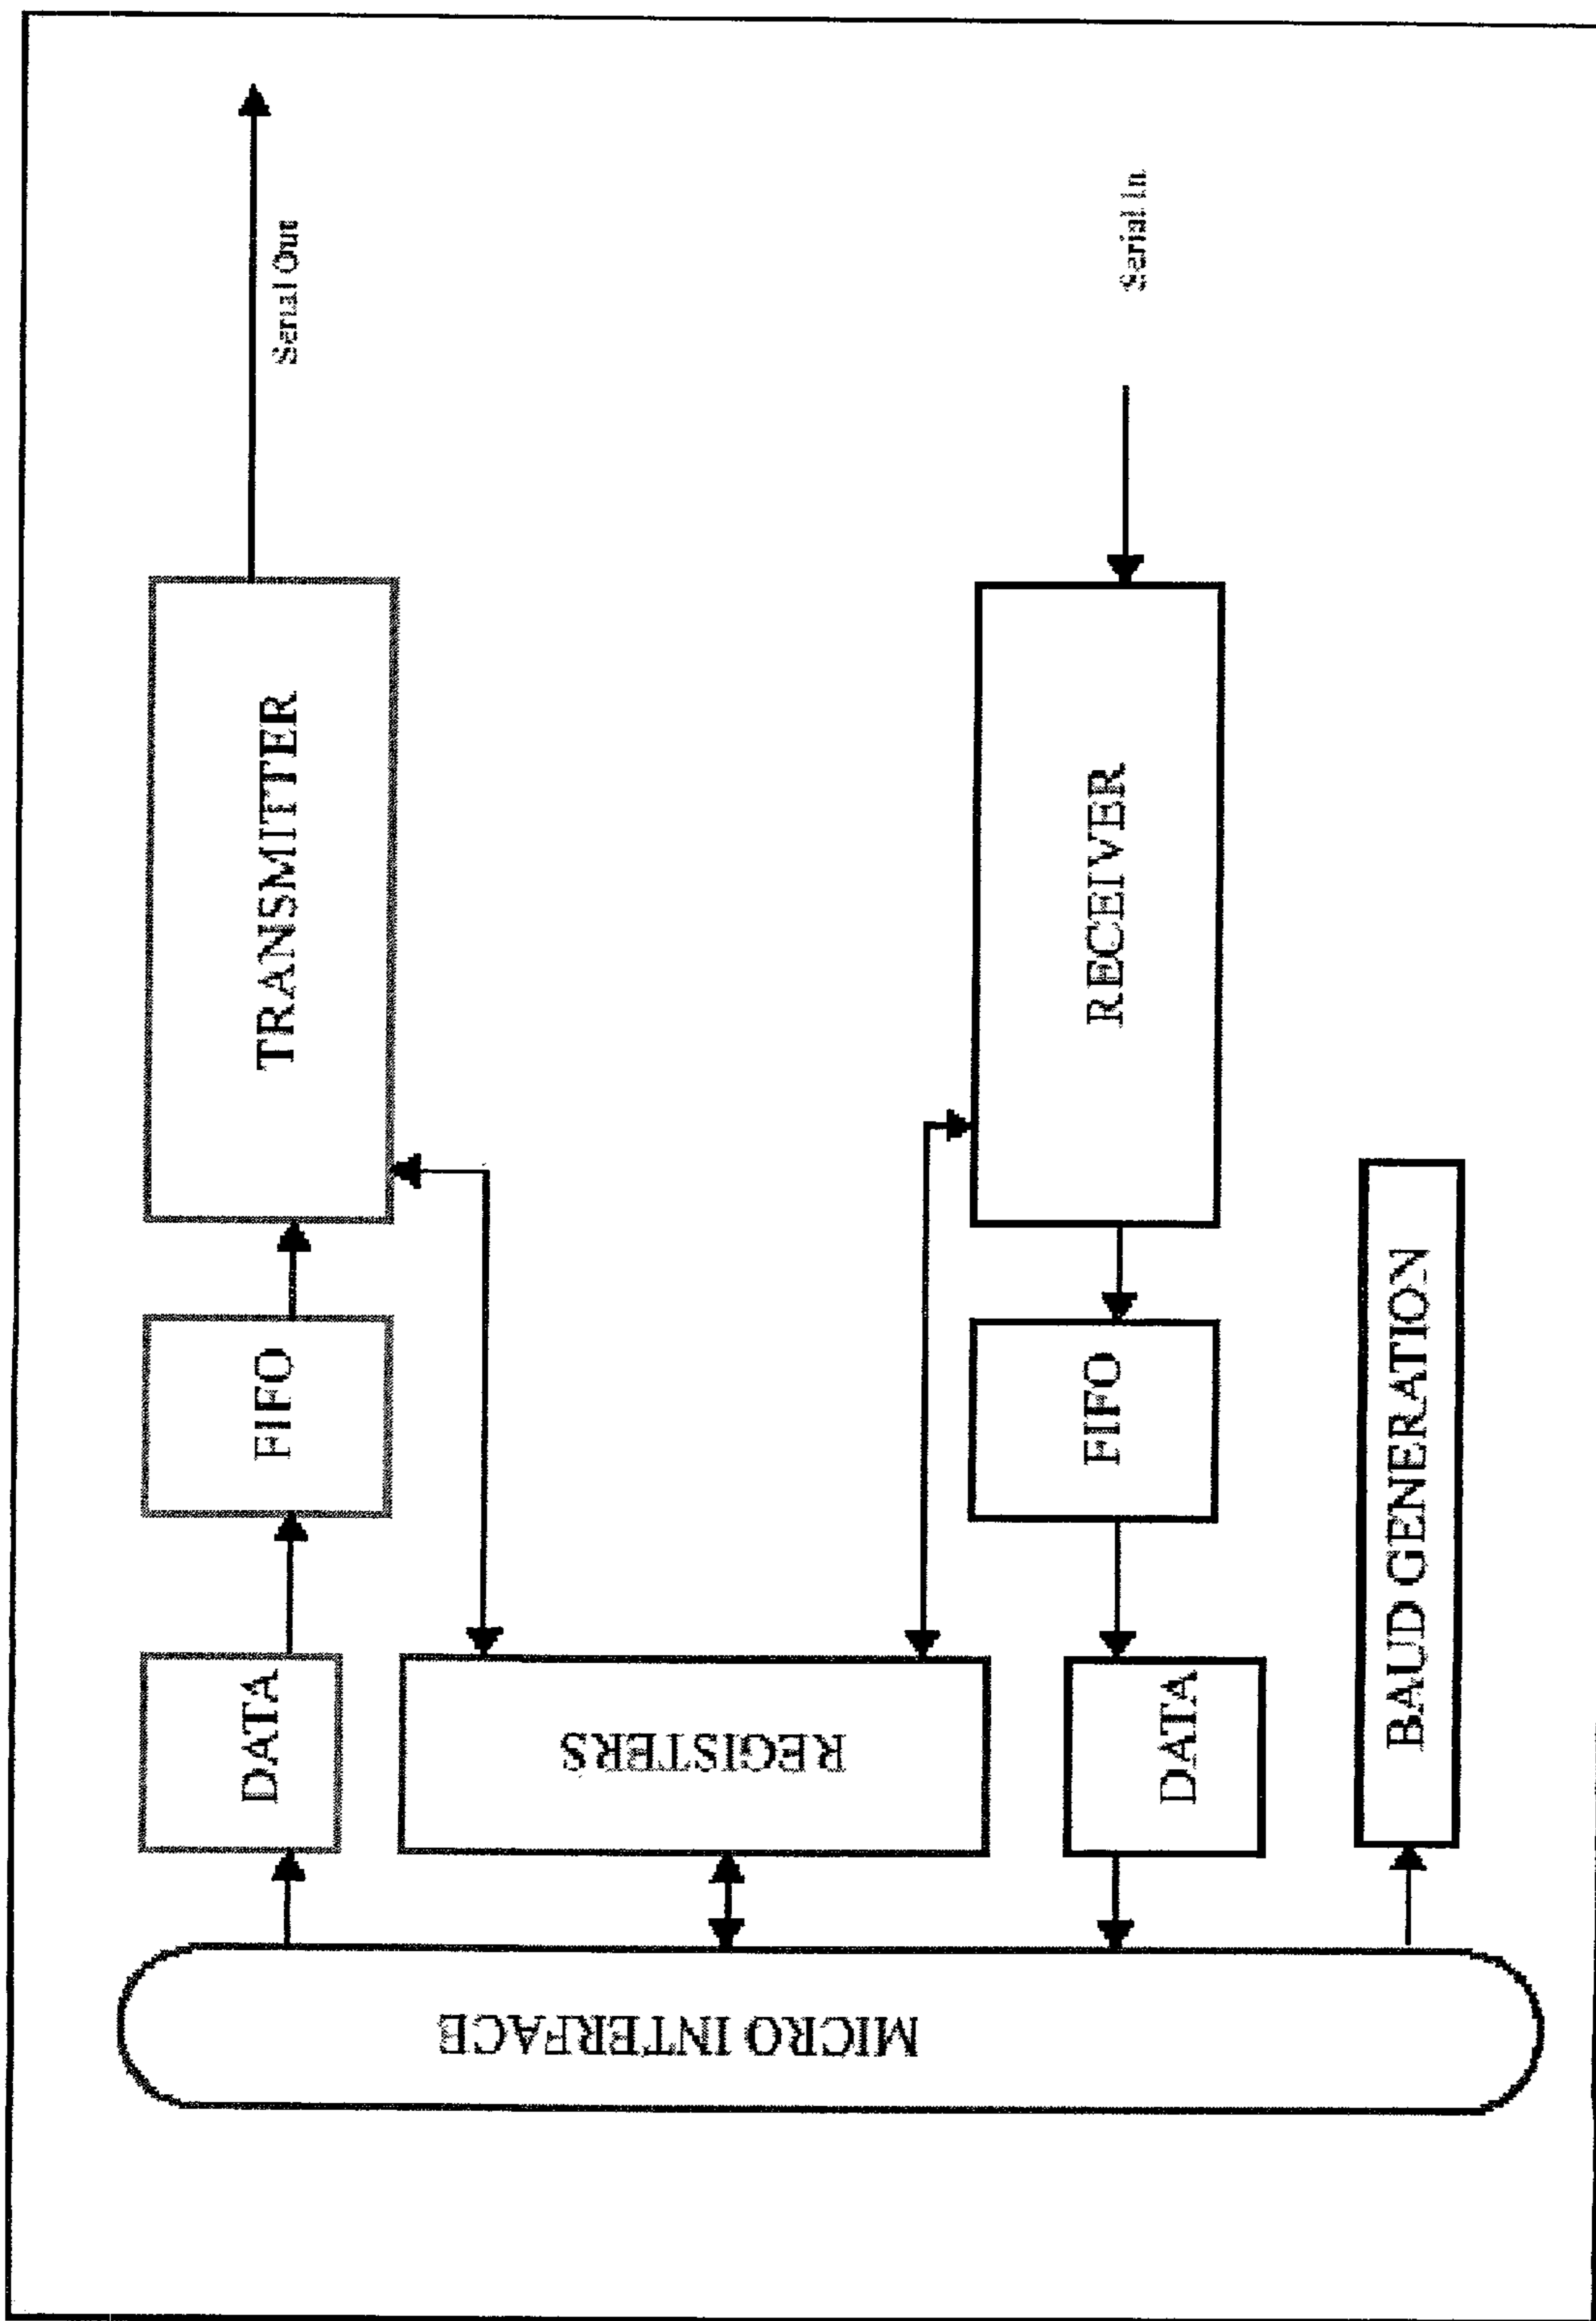 Serial Out
TRANSMITTER
FIFO
DATA
Serial In
RECEIVER
FIFO
DATA
REGISTERS
MICRO INTERFACE
BAUD GENERATION